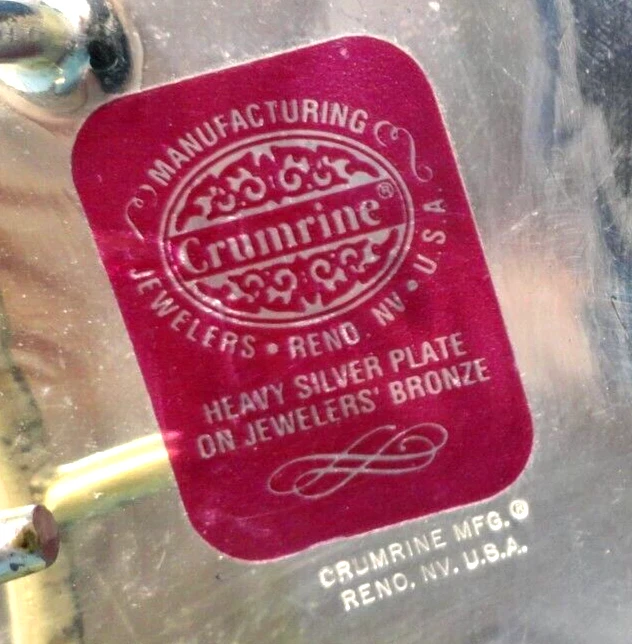 MANUFACTURING
Crumrine®
JEWELERS • RENO, NV • U.S.A.
HEAVY SILVER PLATE
ON JEWELERS' BRONZE
CRUMRINE MFG.®
RENO, NV. U.S.A.